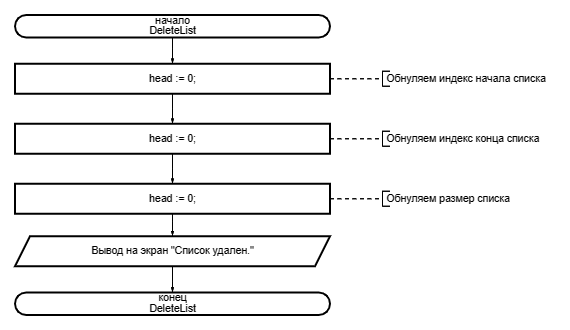 начало
DeleteList
head := 0;
Обнуляем индекс начала списка
head := 0;
Обнуляем индекс конца списка
head := 0;
Обнуляем размер списка
Вывод на экран "Список удален."
конец
DeleteList